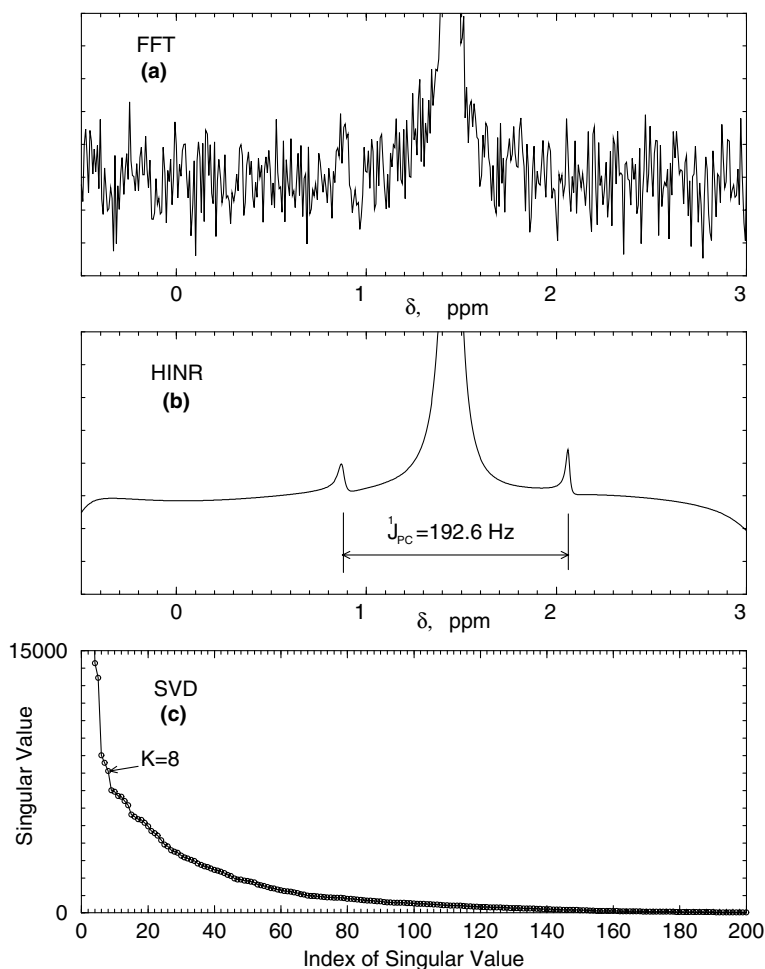 FFT
(a)
0 1 2 3
δ, ppm
HINR
(b)
¹J_PC=192.6 Hz
0 1 2 3
δ, ppm
15000
SVD
(c)
K=8
Singular Value
0
0 20 40 60 80 100 120 140 160 180 200
Index of Singular Value